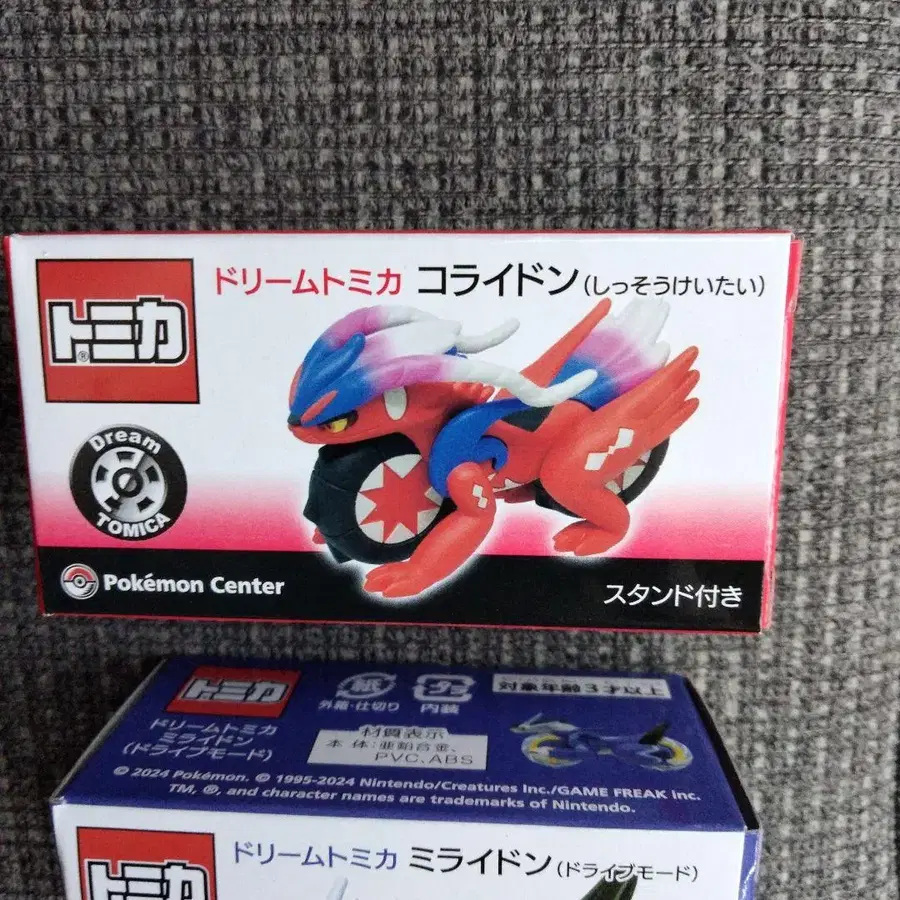 トミカ®
ドリームトミカ コライドン(しっそうけいたい)
Dream
TOMICA
Pokémon Center
スタンド付き
トミカ
ドリームトミカ
ミライドン
(ドライブモード)
紙
外箱・仕切り
プラ
内装
対象年齢3才以上
材質表示
本 体:亜鉛合金、
PVC、ABS
© 2024 Pokémon. © 1995-2024 Nintendo/Creatures Inc./GAME FREAK inc.
TM, ®, and character names are trademarks of Nintendo.
トミカ
ドリームトミカ ミライドン(ドライブモード)